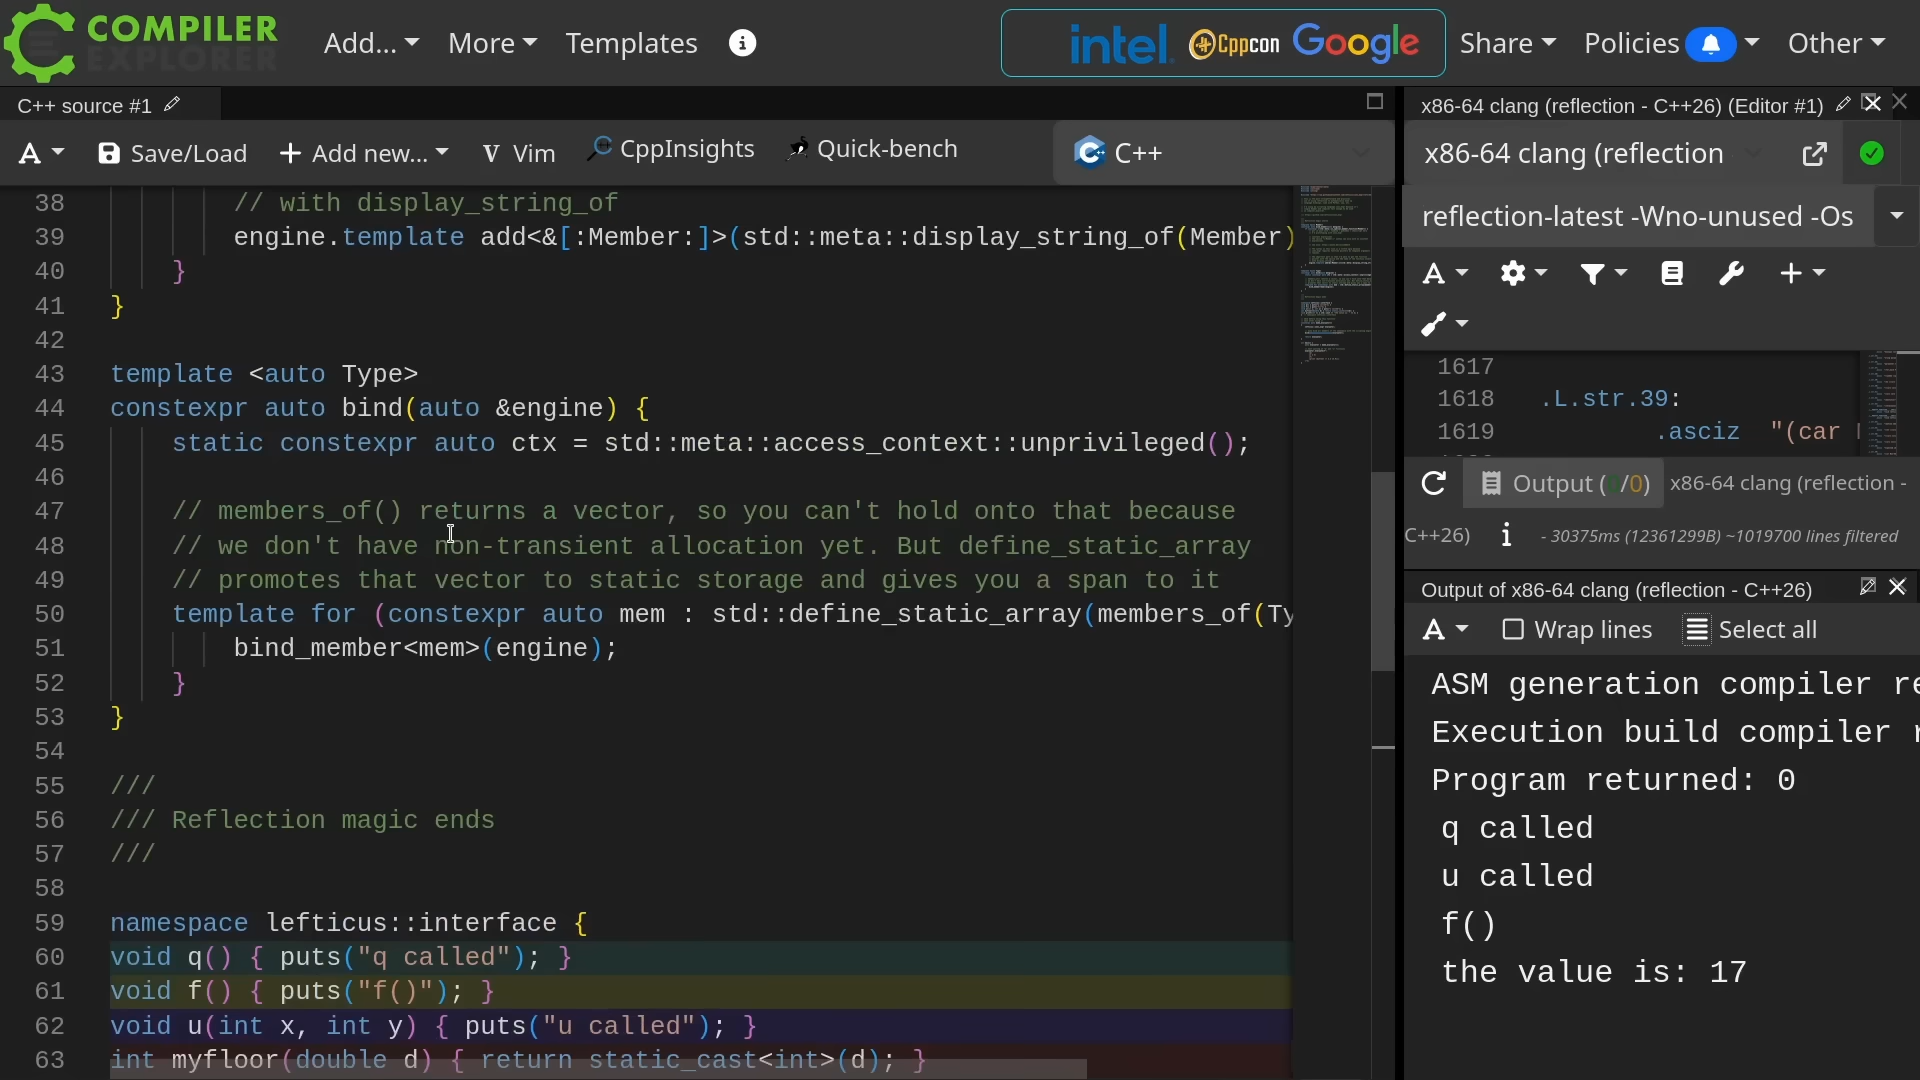 COMPILER
EXPLORER
Add...
More
Templates
intel.
Cppcon
Google
Share
Policies
Other
C++ source #1
A
Save/Load
Add new...
V Vim
CppInsights
Quick-bench
C++
38 // with display_string_of
39 engine.template add<&[:Member:]>(std::meta::display_string_of(Member)
40 }
41 }
42
43 template <auto Type>
44 constexpr auto bind(auto &engine) {
45 static constexpr auto ctx = std::meta::access_context::unprivileged();
46
47 // members_of() returns a vector, so you can't hold onto that because
48 // we don't have non-transient allocation yet. But define_static_array
49 // promotes that vector to static storage and gives you a span to it
50 template for (constexpr auto mem : std::define_static_array(members_of(Ty
51 bind_member<mem>(engine);
52 }
53 }
54
55 ///
56 /// Reflection magic ends
57 ///
58
59 namespace lefticus::interface {
60 void q() { puts("q called"); }
61 void f() { puts("f()"); }
62 void u(int x, int y) { puts("u called"); }
63 int myfloor(double d) { return static_cast<int>(d); }
x86-64 clang (reflection - C++26) (Editor #1)
x86-64 clang (reflection
reflection-latest -Wno-unused -Os
A
1617
1618 .L.str.39:
1619 .asciz "(car
Output (0/0) x86-64 clang (reflection -
C++26) - 30375ms (12361299B) ~1019700 lines filtered
Output of x86-64 clang (reflection - C++26)
A Wrap lines Select all
ASM generation compiler re
Execution build compiler r
Program returned: 0
q called
u called
f()
the value is: 17